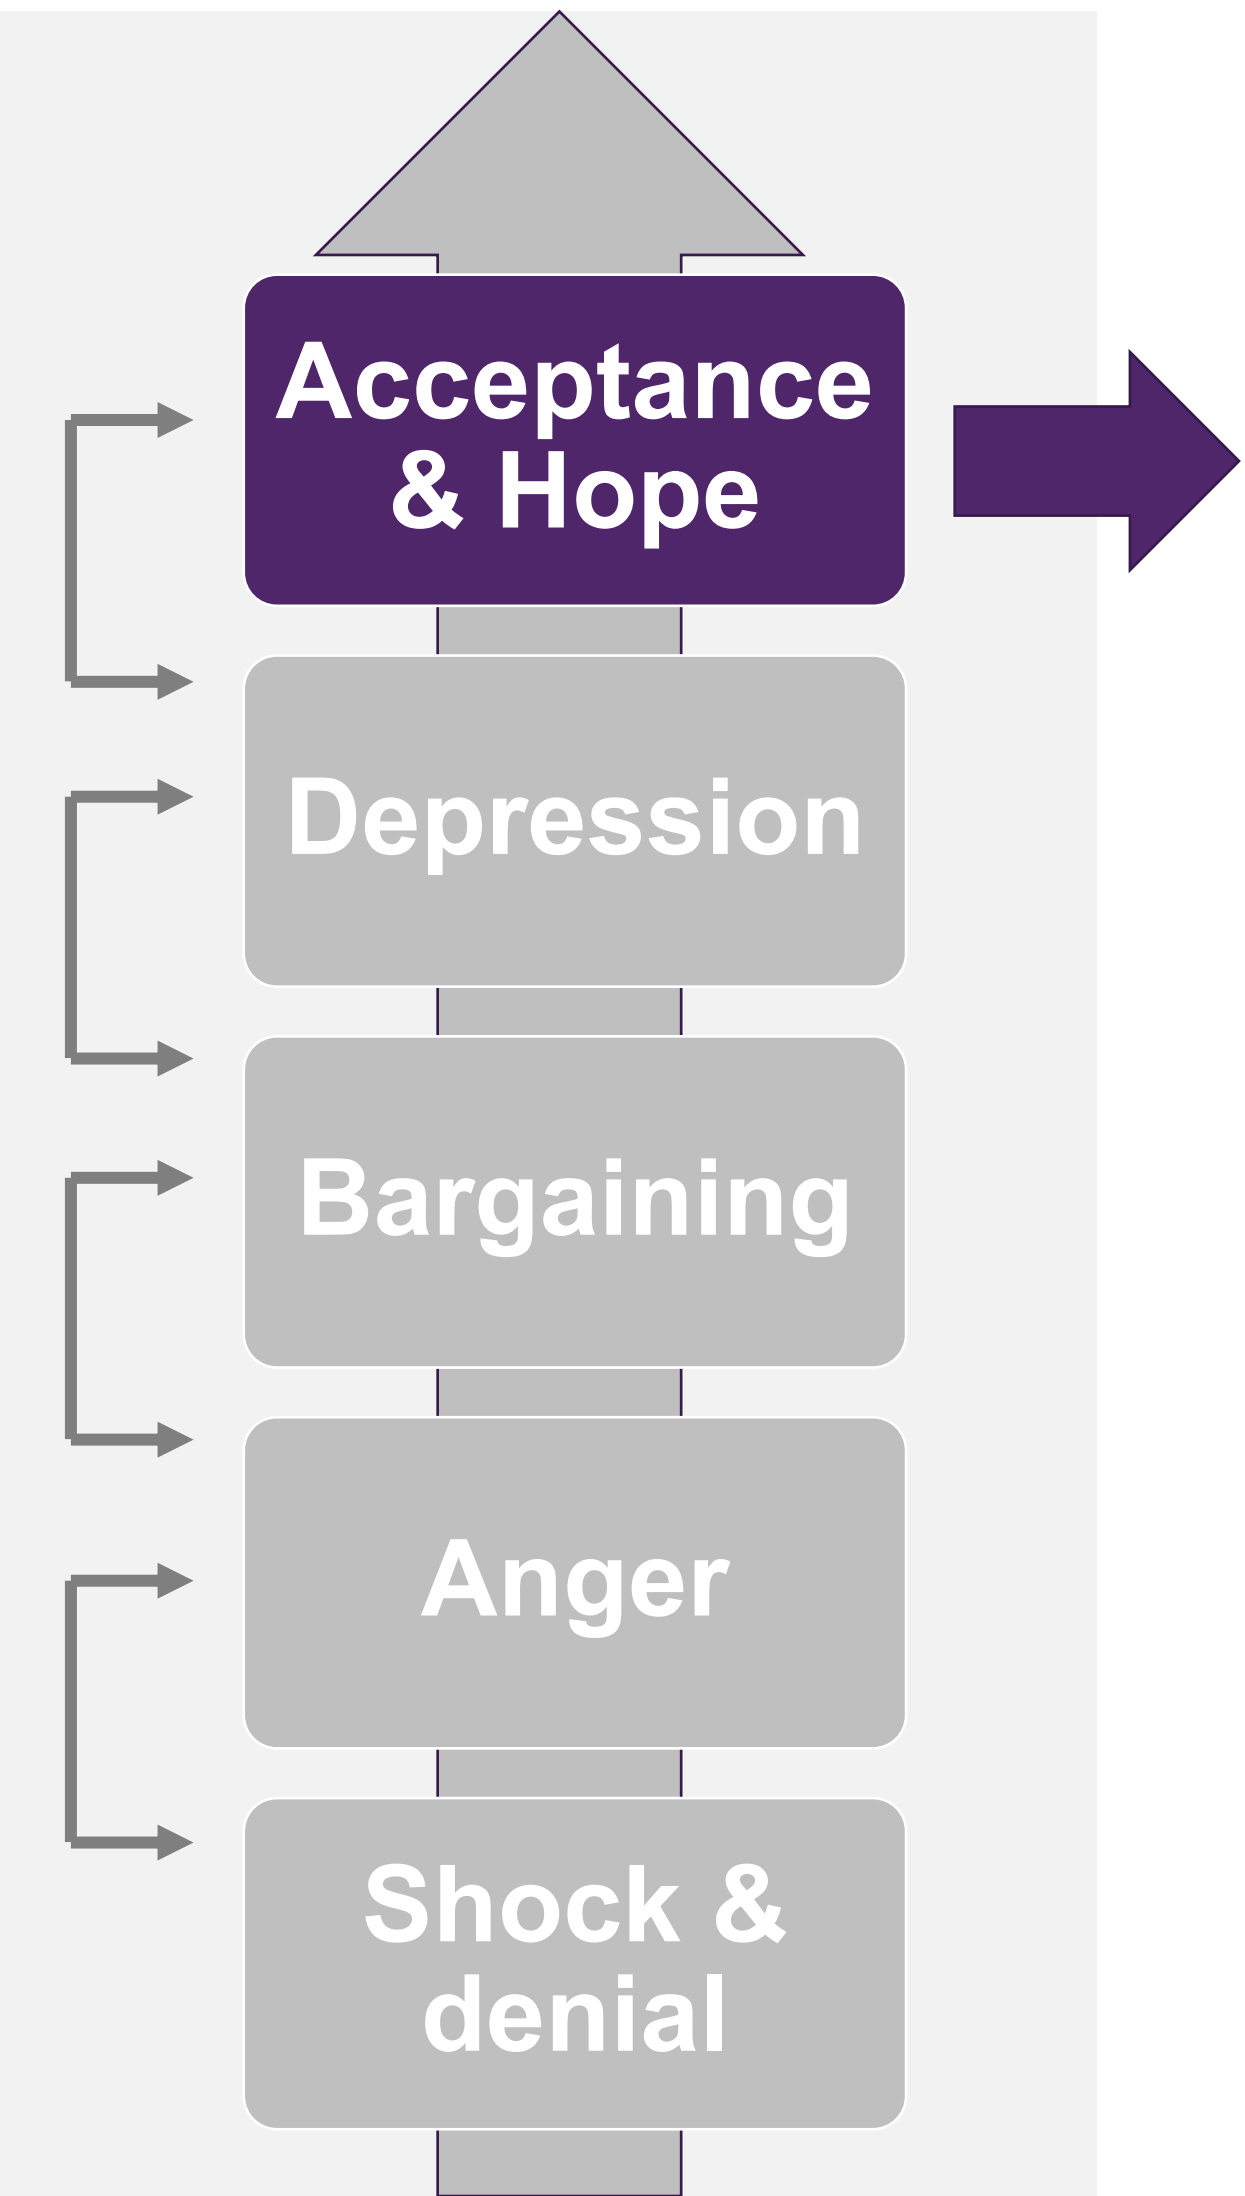 Acceptance
& Hope
Depression
Bargaining
Anger
Shock &
denial